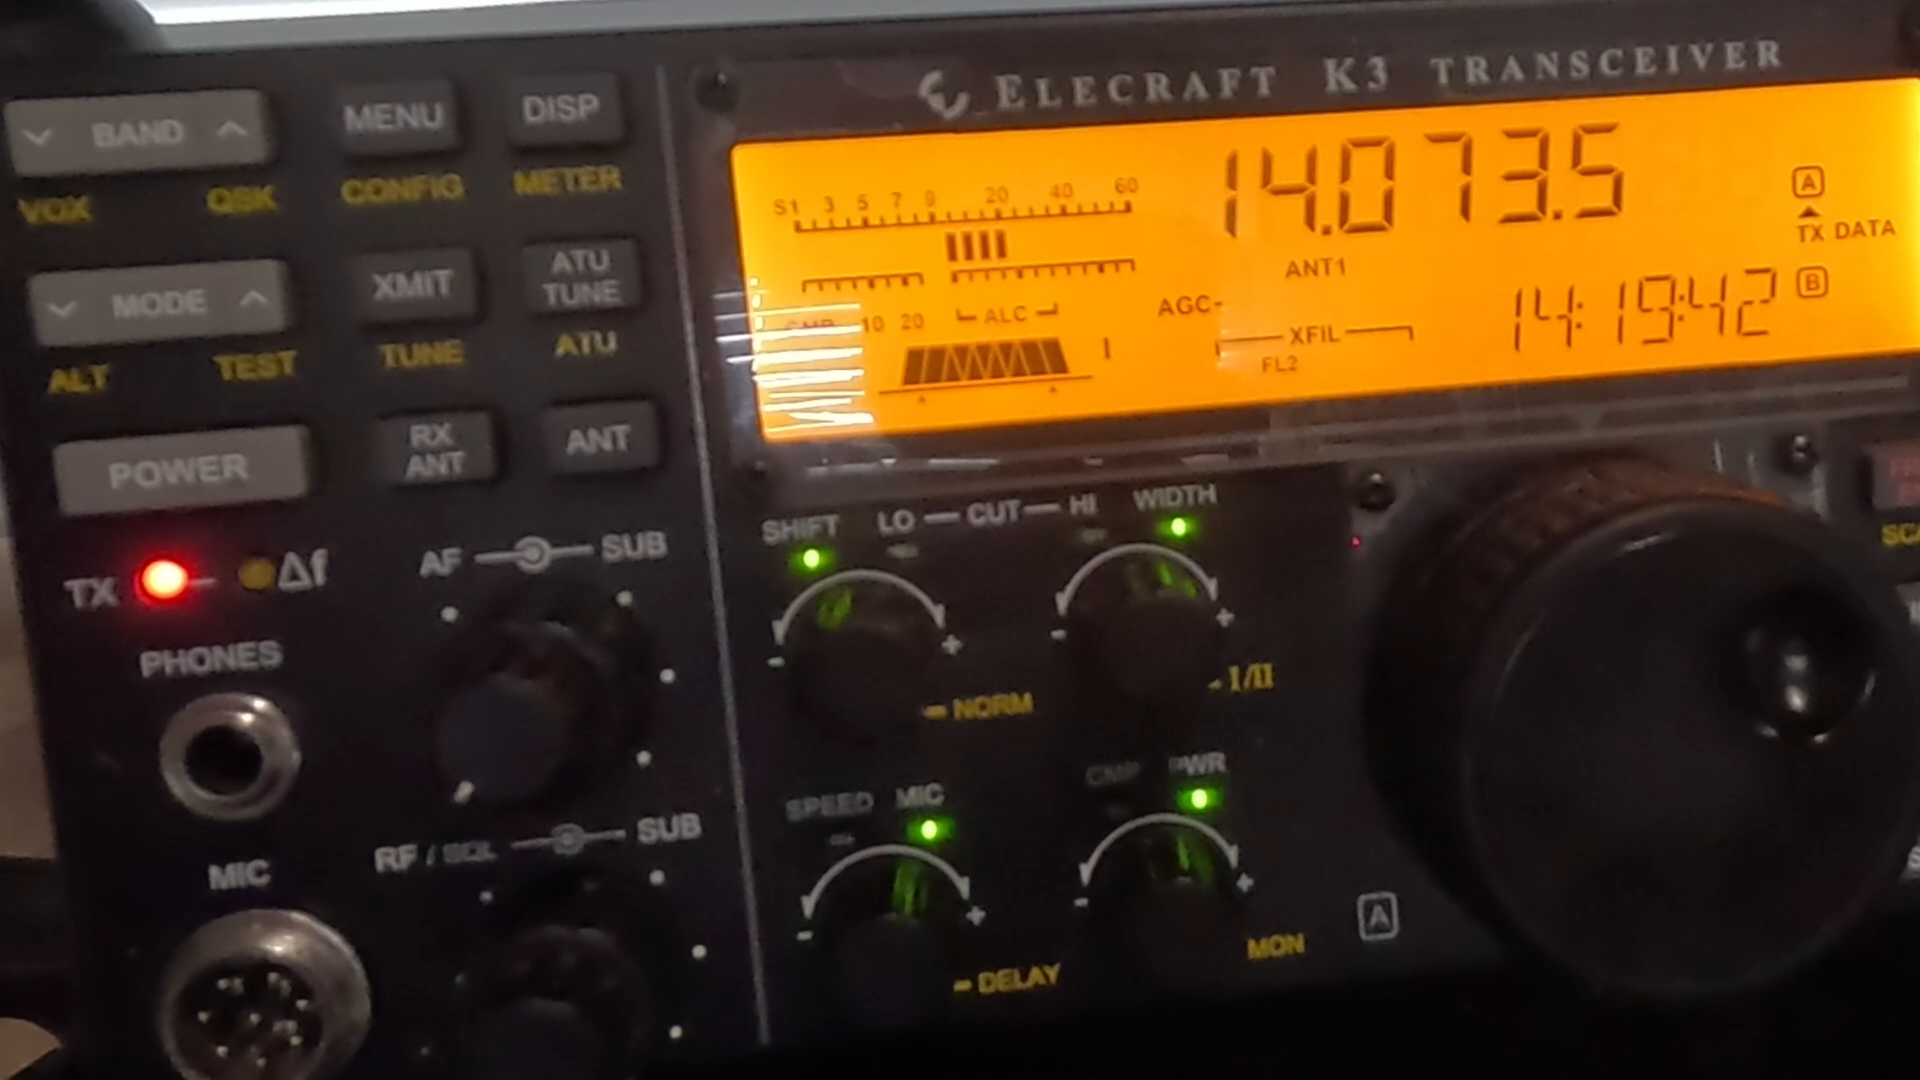 ELECRAFT K3 TRANSCEIVER
BAND
MENU
DISP
VOX
QSK
CONFIG
METER
MODE
XMIT
ATU
TUNE
ALT
TEST
TUNE
ATU
POWER
RX
ANT
ANT
TX
Δf
PHONES
MIC
AF
SUB
RF / SQL
SUB
S1 3 5 7 9 20 40 60
14.073.5
A
TX DATA
ANT1
10 20
ALC
AGC-
XFIL
FL2
I
14:19:42
B
SHIFT
LO — CUT — HI
WIDTH
- +
- +
NORM
I/II
SPEED
MIC
CMP
PWR
- +
- +
DELAY
MON
A